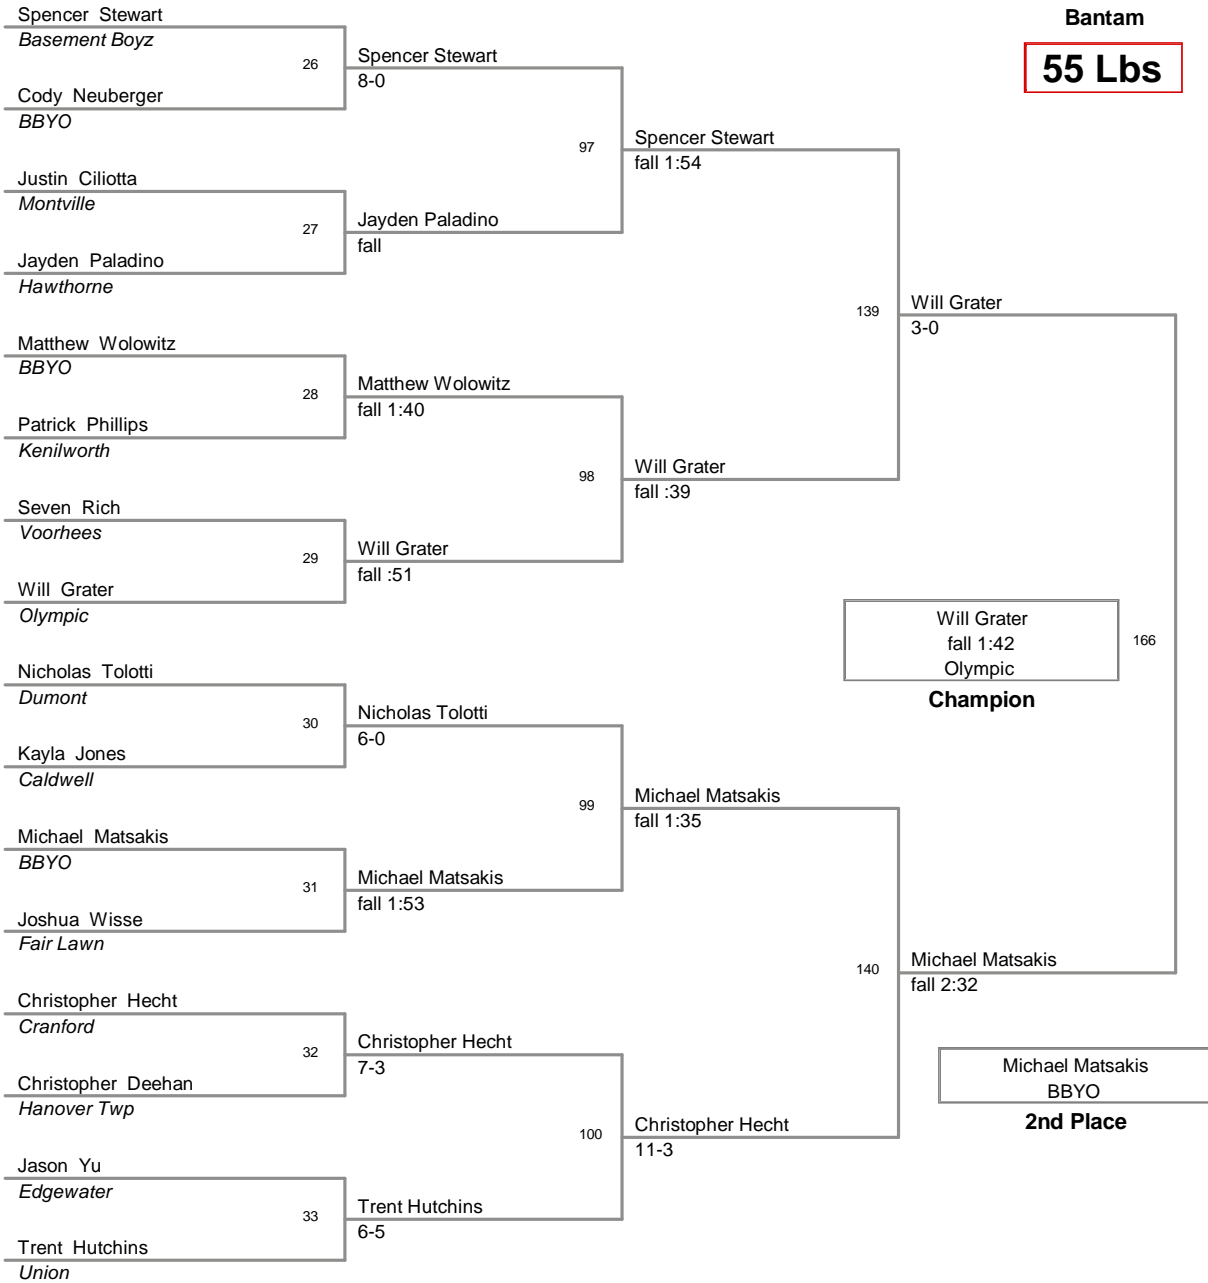 Bantam
55 Lbs
Spencer Stewart
Basement Boyz
26
Cody Neuberger
BBYO
Spencer Stewart
8-0
Justin Ciliotta
Montville
27
Jayden Paladino
Hawthorne
Jayden Paladino
fall
97
Spencer Stewart
fall 1:54
Matthew Wolowitz
BBYO
28
Patrick Phillips
Kenilworth
Matthew Wolowitz
fall 1:40
Seven Rich
Voorhees
29
Will Grater
Olympic
Will Grater
fall :51
98
Will Grater
fall :39
139
Will Grater
3-0
Nicholas Tolotti
Dumont
30
Kayla Jones
Caldwell
Nicholas Tolotti
6-0
Michael Matsakis
BBYO
31
Joshua Wisse
Fair Lawn
Michael Matsakis
fall 1:53
99
Michael Matsakis
fall 1:35
Christopher Hecht
Cranford
32
Christopher Deehan
Hanover Twp
Christopher Hecht
7-3
Jason Yu
Edgewater
33
Trent Hutchins
Union
Trent Hutchins
6-5
100
Christopher Hecht
11-3
140
Michael Matsakis
fall 2:32
Will Grater
fall 1:42
Olympic
166
Champion
Michael Matsakis
BBYO
2nd Place